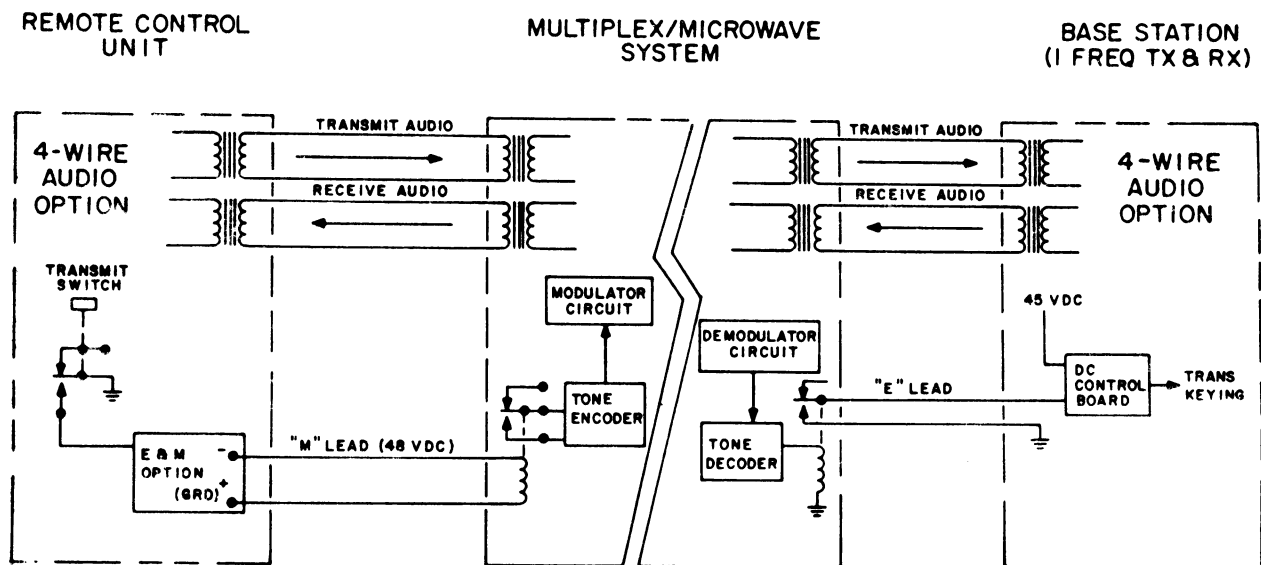 REMOTE CONTROL
UNIT
MULTIPLEX/MICROWAVE
SYSTEM
BASE STATION
(1 FREQ TX & RX)
4-WIRE
AUDIO
OPTION
TRANSMIT AUDIO
RECEIVE AUDIO
TRANSMIT AUDIO
RECEIVE AUDIO
4-WIRE
AUDIO
OPTION
TRANSMIT
SWITCH
MODULATOR
CIRCUIT
DEMODULATOR
CIRCUIT
45 VDC
TONE
ENCODER
"E" LEAD
DC
CONTROL
BOARD
TRANS
KEYING
TONE
DECODER
E & M
OPTION
(GRD)
-
+
"M" LEAD (48 VDC)